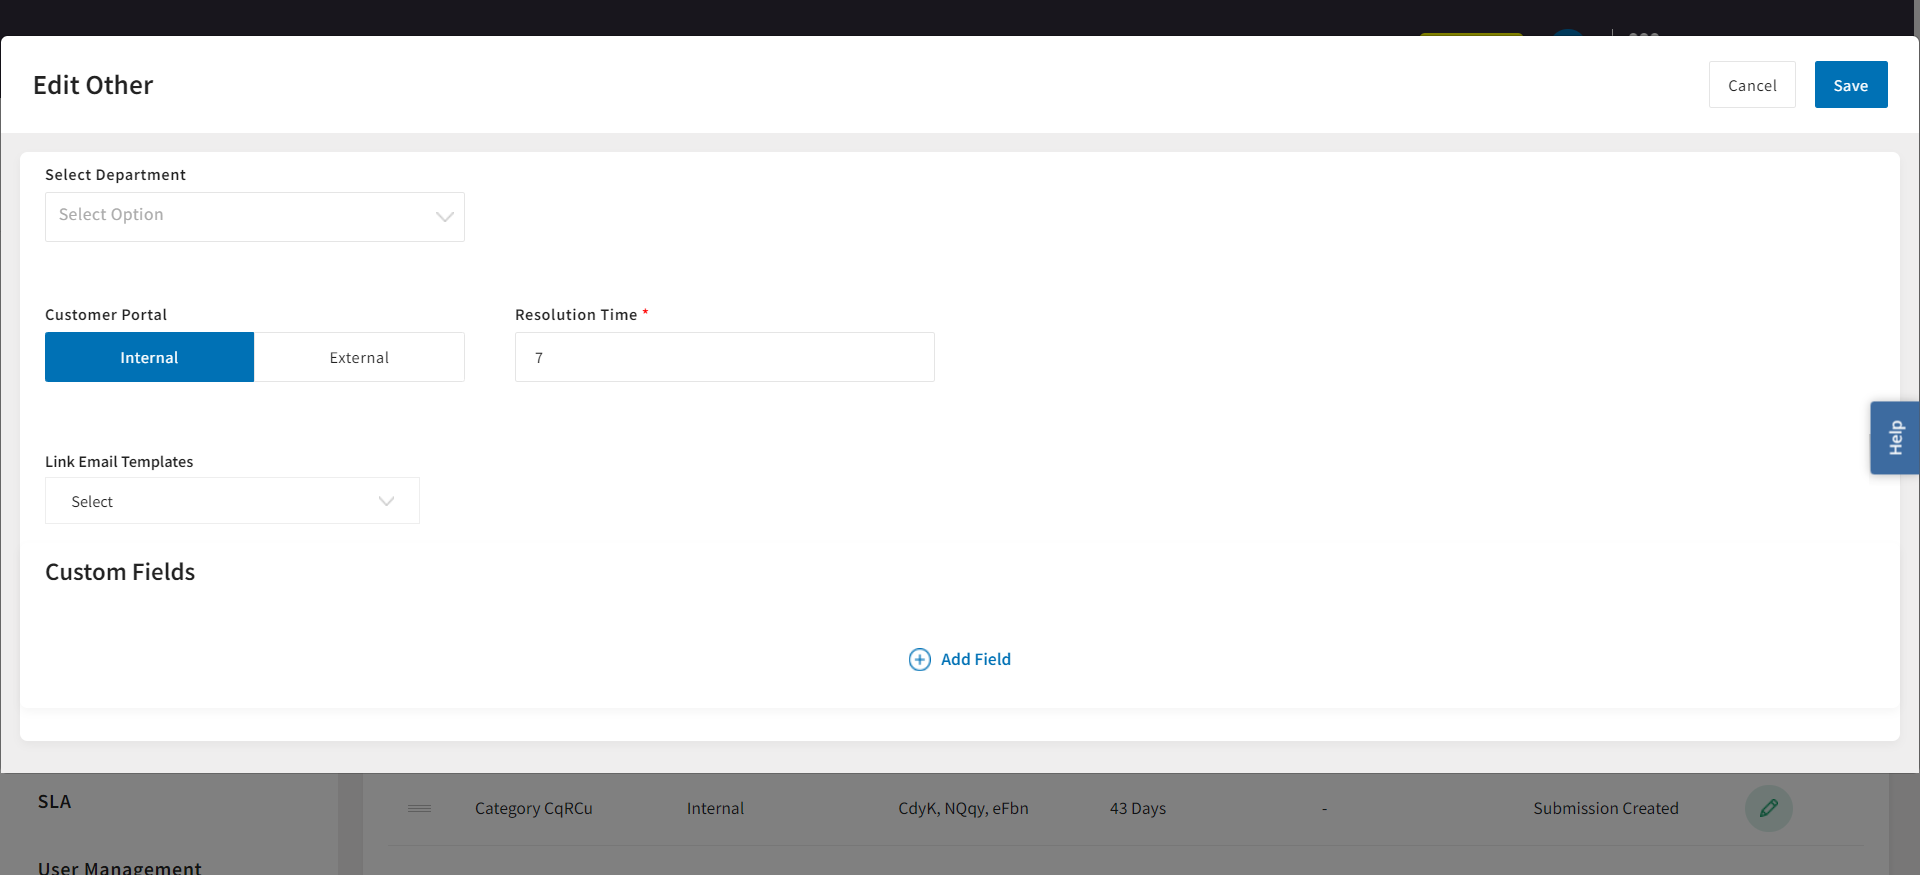 Edit Other
Cancel
Save
Select Department
Select Option
Customer Portal
Internal
External
Resolution Time *
7
Help
Link Email Templates
Select
Custom Fields
Add Field
SLA
Category CqRCu
Internal
CdyK, NQqy, eFbn
43 Days
-
Submission Created
User Management